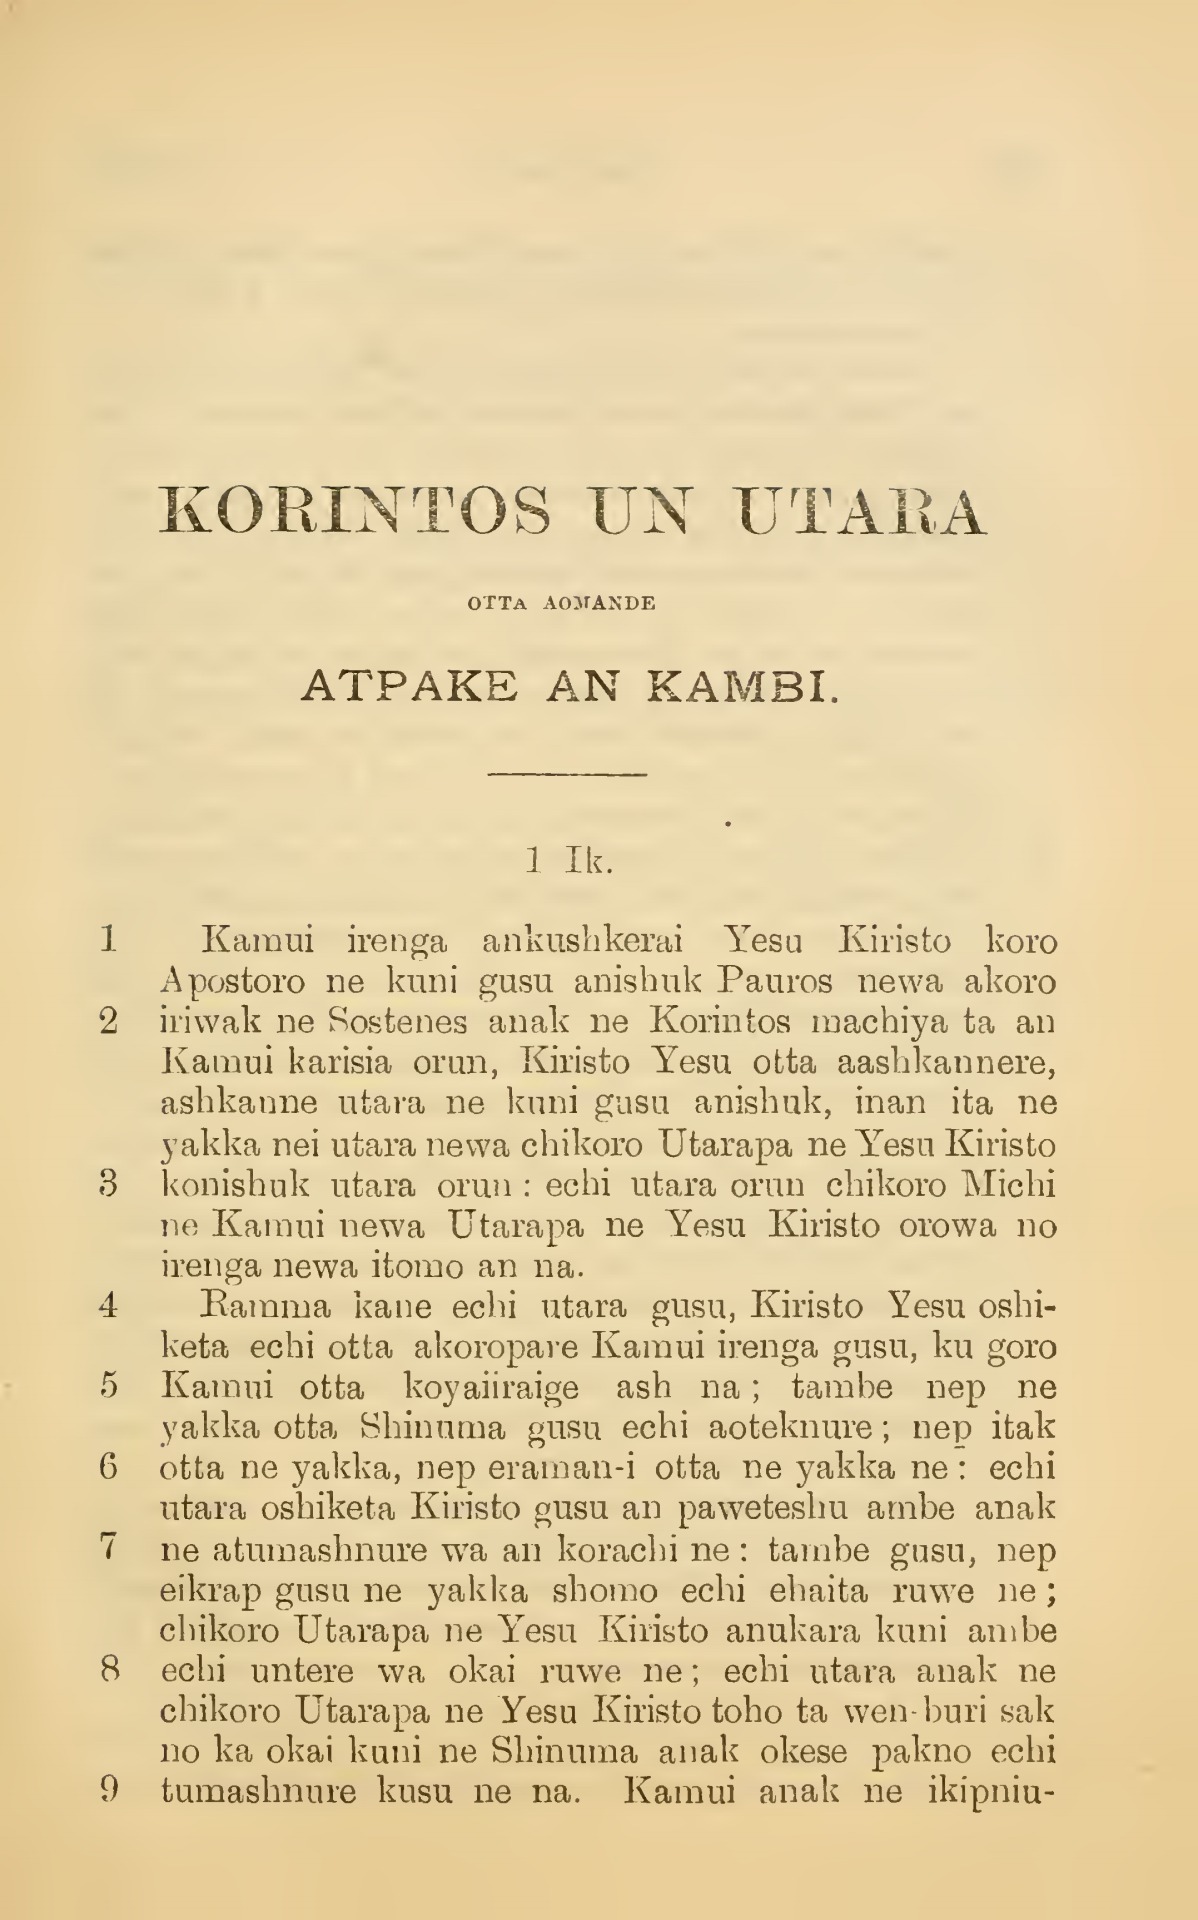 KORINTOS UN UTARA
OTTA AOMANDE
ATPAKE AN KAMBI.
1 Ik.
1 Kamui irenga ankushkerai Yesu Kiristo koro
Apostoro ne kuni gusu anishuk Pauros newa akoro
2 iriwak ne Sostenes anak ne Korintos machiya ta an
Kamui karisia orun, Kiristo Yesu otta aashkannere,
ashkanne utara ne kuni gusu anishuk, inan ita ne
yakka nei utara newa chikoro Utarapa ne Yesu Kiristo
3 konishuk utara orun : echi utara orun chikoro Michi
ne Kamui newa Utarapa ne Yesu Kiristo orowa no
irenga newa itomo an na.
4 Ramma kane echi utara gusu, Kiristo Yesu oshi-
keta echi otta akoropare Kamui irenga gusu, ku goro
5 Kamui otta koyaiiraige ash na ; tambe nep ne
yakka otta Shinuma gusu echi aoteknure ; nep itak
6 otta ne yakka, nep eraman-i otta ne yakka ne : echi
utara oshiketa Kiristo gusu an paweteshu ambe anak
7 ne atumashnure wa an korachi ne : tambe gusu, nep
eikrap gusu ne yakka shomo echi ehaita ruwe ne ;
chikoro Utarapa ne Yesu Kiristo anukara kuni ambe
8 echi untere wa okai ruwe ne ; echi utara anak ne
chikoro Utarapa ne Yesu Kiristo toho ta wen-buri sak
no ka okai kuni ne Shinuma anak okese pakno echi
9 tumashnure kusu ne na. Kamui anak ne ikipniu-